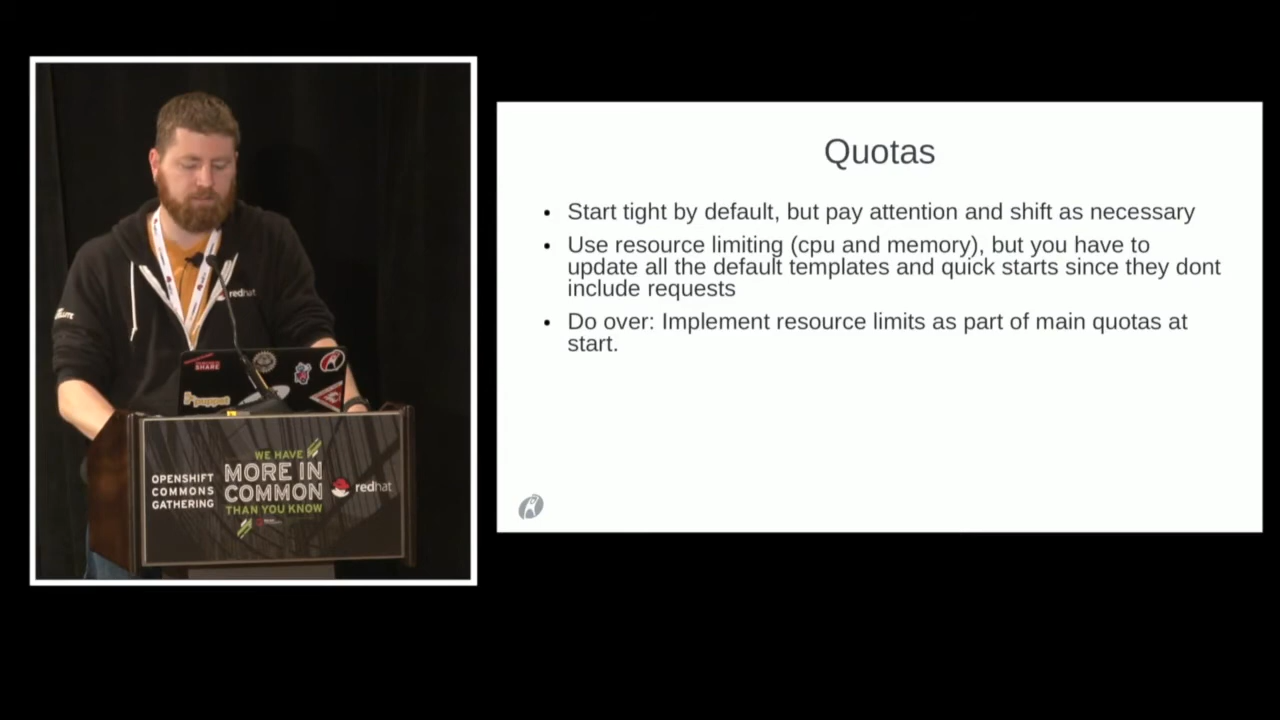 Quotas
Start tight by default, but pay attention and shift as necessary
Use resource limiting (cpu and memory), but you have to
update all the default templates and quick starts since they dont
include requests
Do over: Implement resource limits as part of main quotas at
start.
redhat
SHARE
puppet
OPENSHIFT
COMMONS
GATHERING
WE HAVE
MORE IN
COMMON
THAN YOU KNOW
redhat